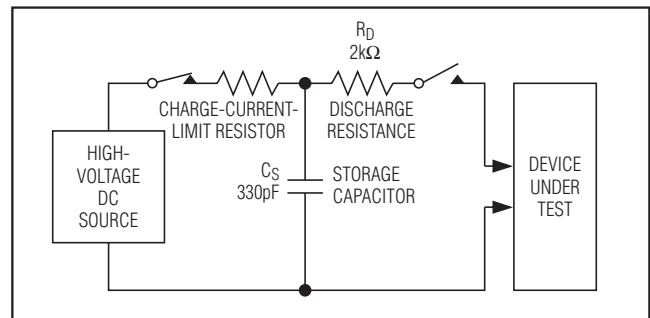 R_D
2kΩ
CHARGE-CURRENT-
LIMIT RESISTOR
DISCHARGE
RESISTANCE
HIGH-
VOLTAGE
DC
SOURCE
C_S
330pF
STORAGE
CAPACITOR
DEVICE
UNDER
TEST